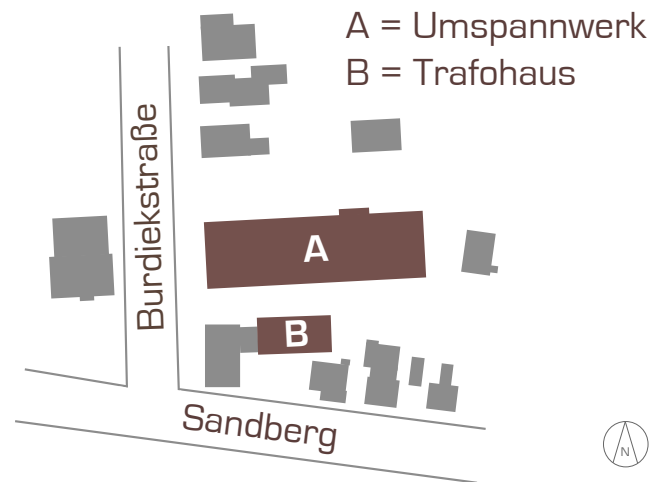 A = Umspannwerk
B = Trafohaus
Burdiekstraße
A
B
Sandberg
N